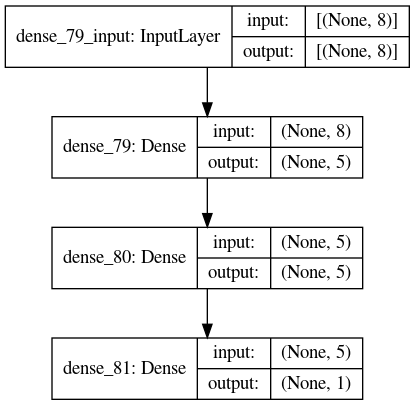 dense_79_input: InputLayer
input:
[(None, 8)]
output:
[(None, 8)]
dense_79: Dense
input:
(None, 8)
output:
(None, 5)
dense_80: Dense
input:
(None, 5)
output:
(None, 5)
dense_81: Dense
input:
(None, 5)
output:
(None, 1)